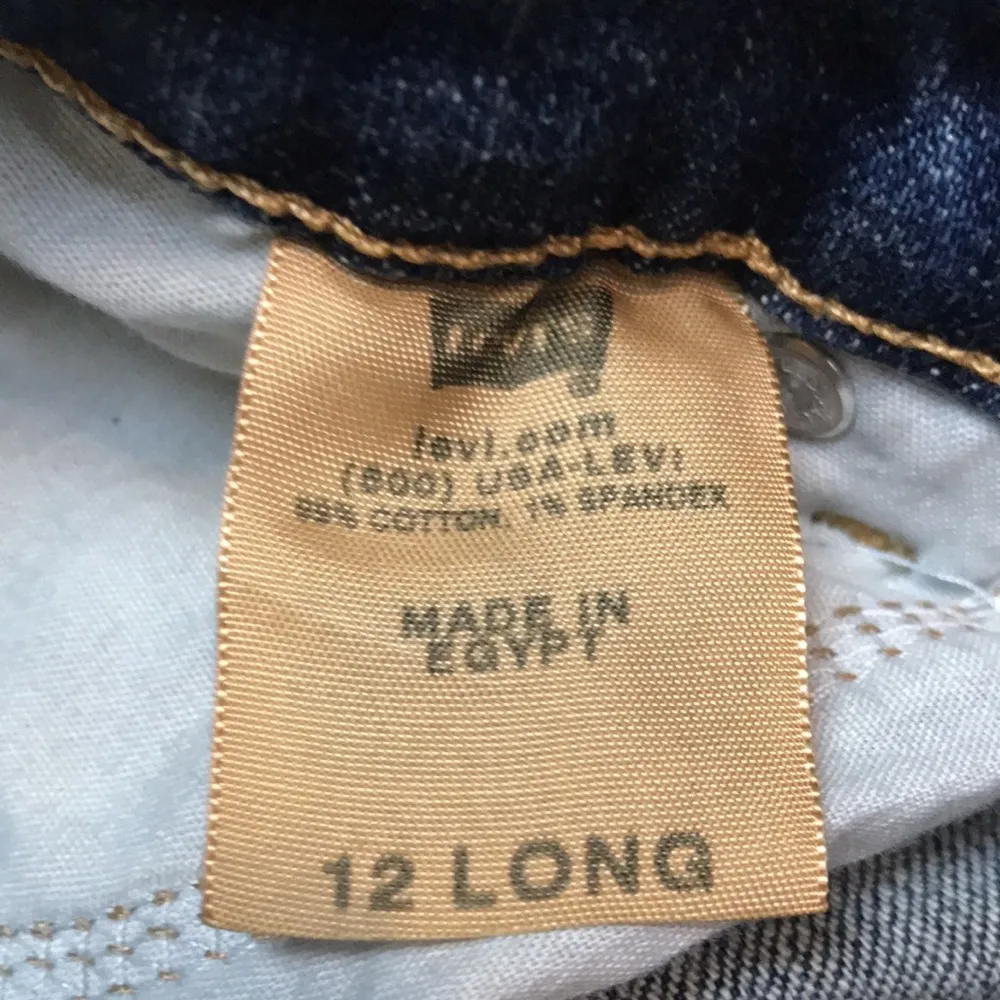 levi.com
(800) USA-LEVI
99% COTTON, 1% SPANDEX
MADE IN
EGYPT
12 LONG